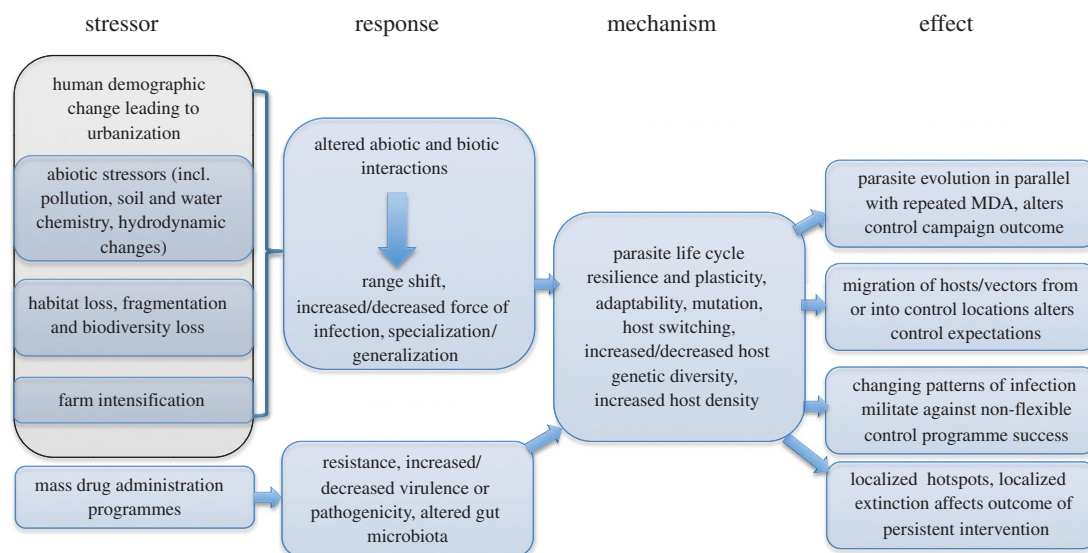 stressor
response
mechanism
effect
human demographic
change leading to
urbanization
abiotic stressors (incl.
pollution, soil and water
chemistry, hydrodynamic
changes)
habitat loss, fragmentation
and biodiversity loss
farm intensification
mass drug administration
programmes
altered abiotic and biotic
interactions
range shift,
increased/decreased force of
infection, specialization/
generalization
resistance, increased/
decreased virulence or
pathogenicity, altered gut
microbiota
parasite life cycle
resilience and plasticity,
adaptability, mutation,
host switching,
increased/decreased host
genetic diversity,
increased host density
parasite evolution in parallel
with repeated MDA, alters
control campaign outcome
migration of hosts/vectors from
or into control locations alters
control expectations
changing patterns of infection
militate against non-flexible
control programme success
localized hotspots, localized
extinction affects outcome of
persistent intervention